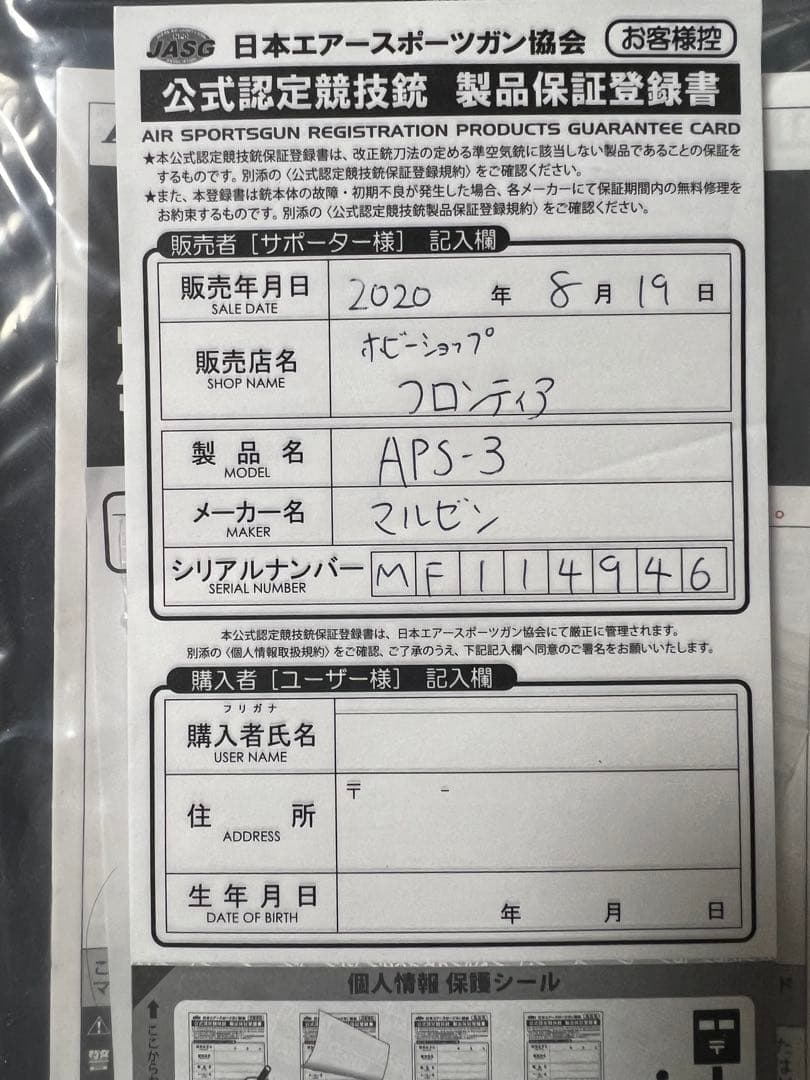 JASG 日本エアースポーツガン協会 お客様控
公式認定競技銃 製品保証登録書
AIR SPORTSGUN REGISTRATION PRODUCTS GUARANTEE CARD
★本公式認定競技銃保証登録書は、改正銃刀法の定める準空気銃に該当しない製品であることの保証を
するものです。別添の〈公式認定競技銃保証登録規約〉をご確認ください。
★また、本登録書は銃本体の故障・初期不良が発生した場合、各メーカーにて保証期間内の無料修理を
お約束するものです。別添の〈公式認定競技銃製品保証登録規約〉をご確認ください。
販売者［サポーター様］ 記入欄
販売年月日 2020 年 8 月 19 日
SALE DATE
販売店名 ホビーショップ
SHOP NAME フロンティア
製品名 APS-3
MODEL
メーカー名 マルゼン
MAKER
シリアルナンバー MF114946
SERIAL NUMBER
本公式認定競技銃保証登録書は、日本エアースポーツガン協会にて厳正に管理されます。
別添の〈個人情報取扱規約〉をご確認、ご了承のうえ、下記記入欄へ同意のご署名をお願いいたします。
購入者［ユーザー様］ 記入欄
フリガナ
購入者氏名
USER NAME
住所 〒 -
ADDRESS
生年月日 年 月 日
DATE OF BIRTH
個人情報 保護シール
↑ここから